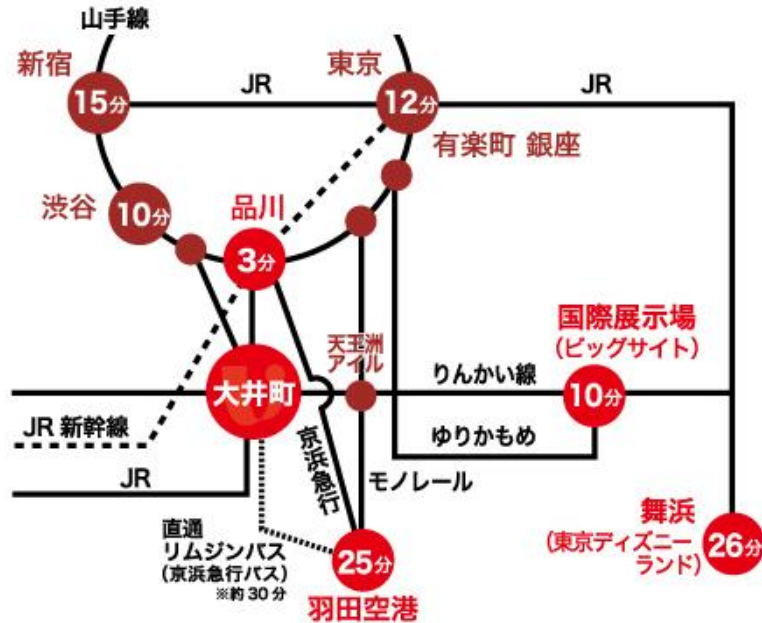 山手線
新宿
15分
JR
東京
12分
JR
有楽町 銀座
渋谷
10分
品川
3分
天王洲
アイル
国際展示場
(ビッグサイト)
大井町
りんかい線
10分
JR 新幹線
ゆりかもめ
京浜急行
モノレール
JR
直通
リムジンバス
(京浜急行バス)
※約30分
25分
羽田空港
舞浜
(東京ディズニー
ランド)
26分